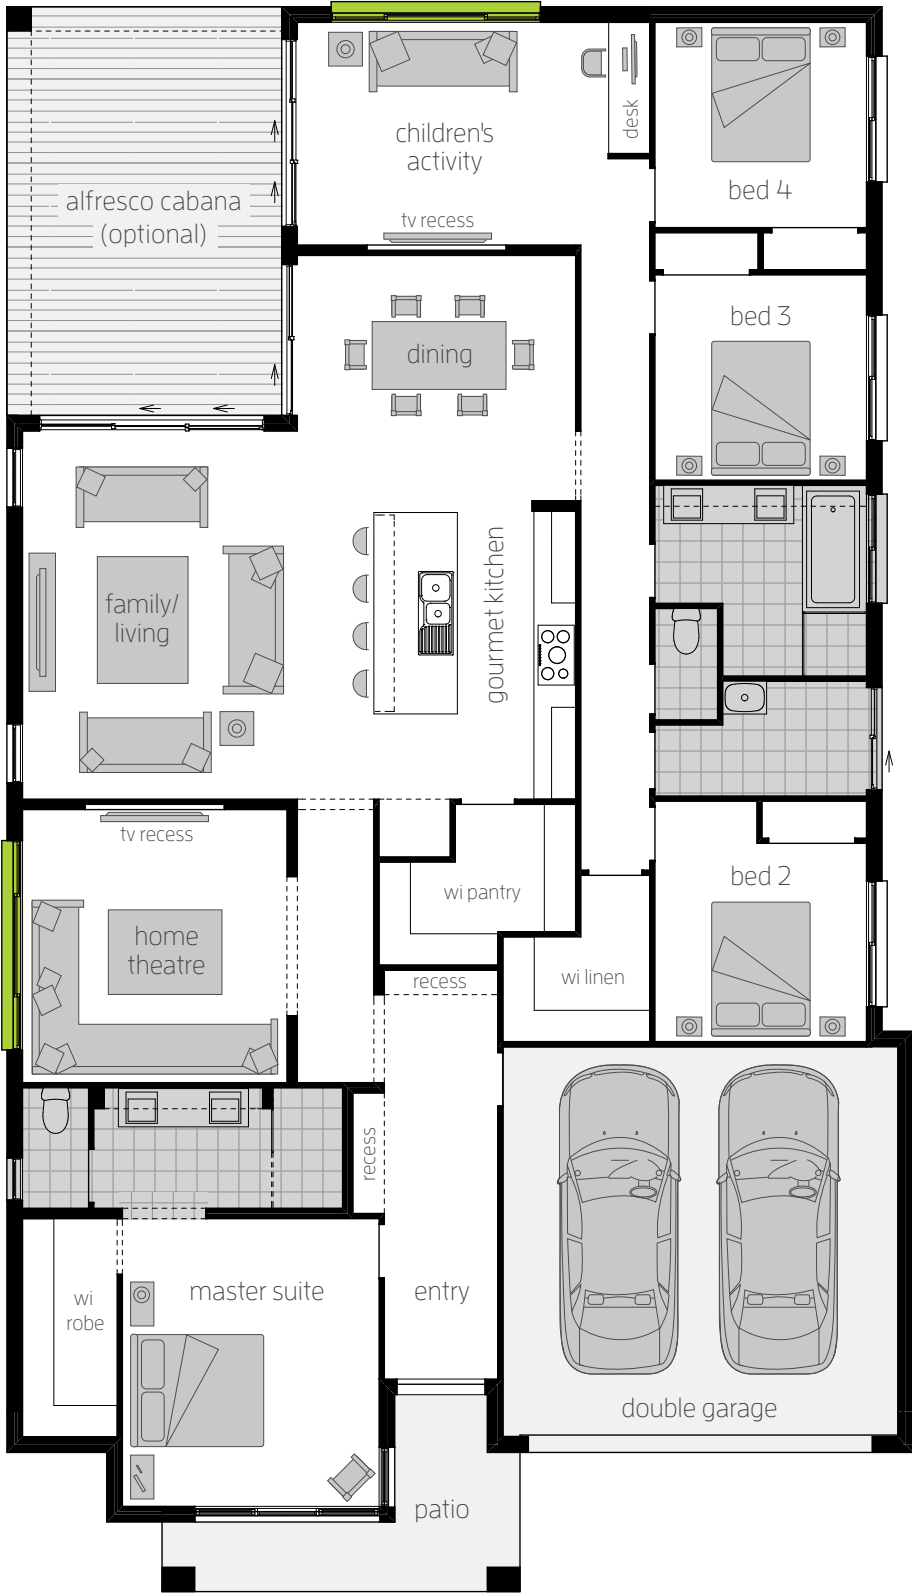 desk
children's
activity
bed 4
alfresco cabana
(optional)
tv recess
bed 3
dining
gourmet kitchen
family/
living
tv recess
bed 2
wi pantry
home
theatre
wi linen
recess
recess
master suite
entry
wi
robe
double garage
patio